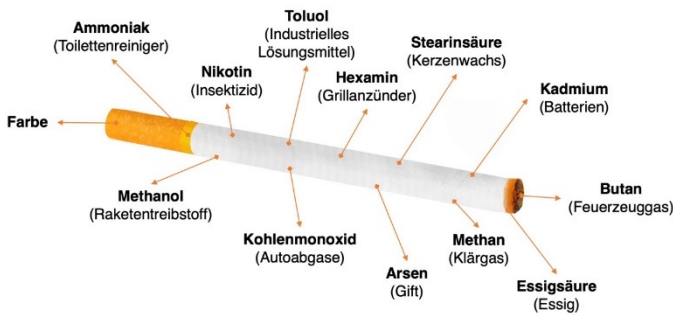 Toluol
(Industrielles
Lösungsmittel)
Ammoniak
(Toilettenreiniger)
Stearinsäure
(Kerzenwachs)
Nikotin
(Insektizid)
Hexamin
(Grillanzünder)
Kadmium
(Batterien)
Farbe
Methanol
(Raketentreibstoff)
Butan
(Feuerzeuggas)
Kohlenmonoxid
(Autoabgase)
Methan
(Klärgas)
Arsen
(Gift)
Essigsäure
(Essig)